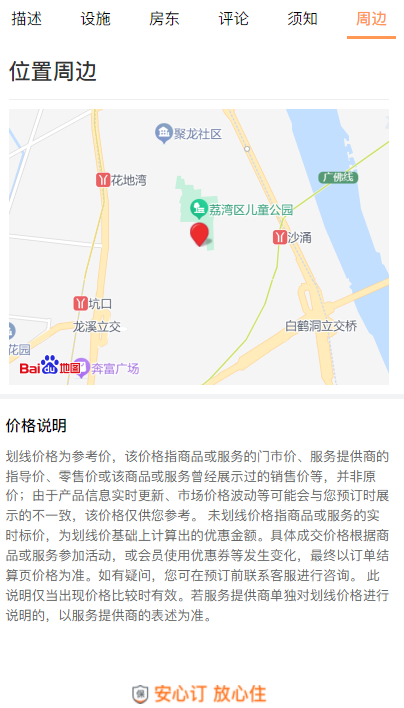 描述 设施 房东 评论 须知 周边
位置周边
聚龙社区
花地湾
广佛线
荔湾区儿童公园
沙涌
坑口
龙溪立交
白鹤洞立交桥
花园
Bai du 地图
奔富广场
价格说明
划线价格为参考价，该价格指商品或服务的门市价、服务提供商的
指导价、零售价或该商品或服务曾经展示过的销售价等，并非原
价；由于产品信息实时更新、市场价格波动等可能会与您预订时展
示的不一致，该价格仅供您参考。 未划线价格指商品或服务的实
时标价，为划线价基础上计算出的优惠金额。具体成交价格根据商
品或服务参加活动，或会员使用优惠券等发生变化，最终以订单结
算页价格为准。如有疑问，您可在预订前联系客服进行咨询。 此
说明仅当出现价格比较时有效。若服务提供商单独对划线价格进行
说明的，以服务提供商的表述为准。
保 安心订 放心住